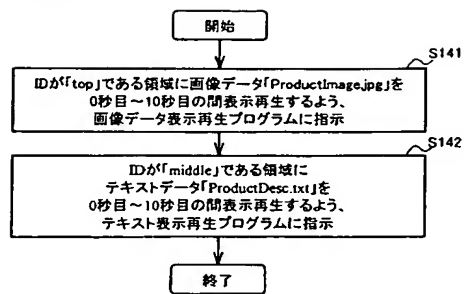 開始
S141
IDが「top」である領域に画像データ「ProductImage.jpg」を
0秒目～10秒目の間表示再生するよう、
画像データ表示再生プログラムに指示
S142
IDが「middle」である領域に
テキストデータ「ProductDesc.txt」を
0秒目～10秒目の間表示再生するよう、
テキスト表示再生プログラムに指示
終了